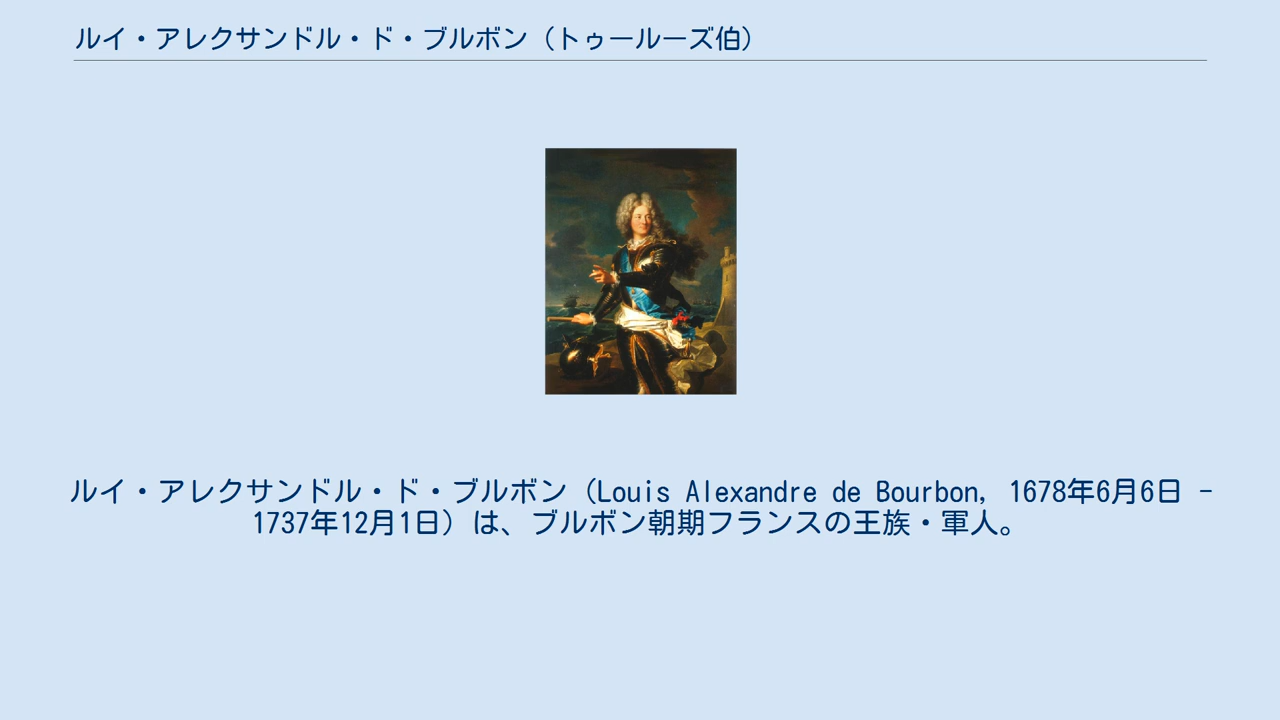 ルイ・アレクサンドル・ド・ブルボン（トゥールーズ伯）
ルイ・アレクサンドル・ド・ブルボン（Louis Alexandre de Bourbon, 1678年6月6日 -
1737年12月1日）は、ブルボン朝期フランスの王族・軍人。